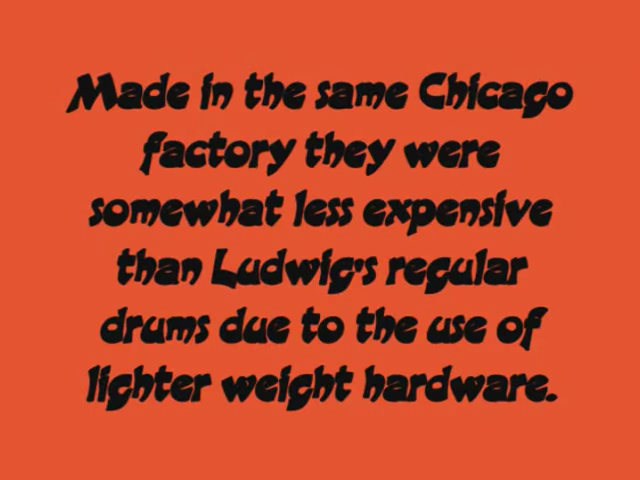 Made in the same Chicago
factory they were
somewhat less expensive
than Ludwig's regular
drums due to the use of
lighter weight hardware.